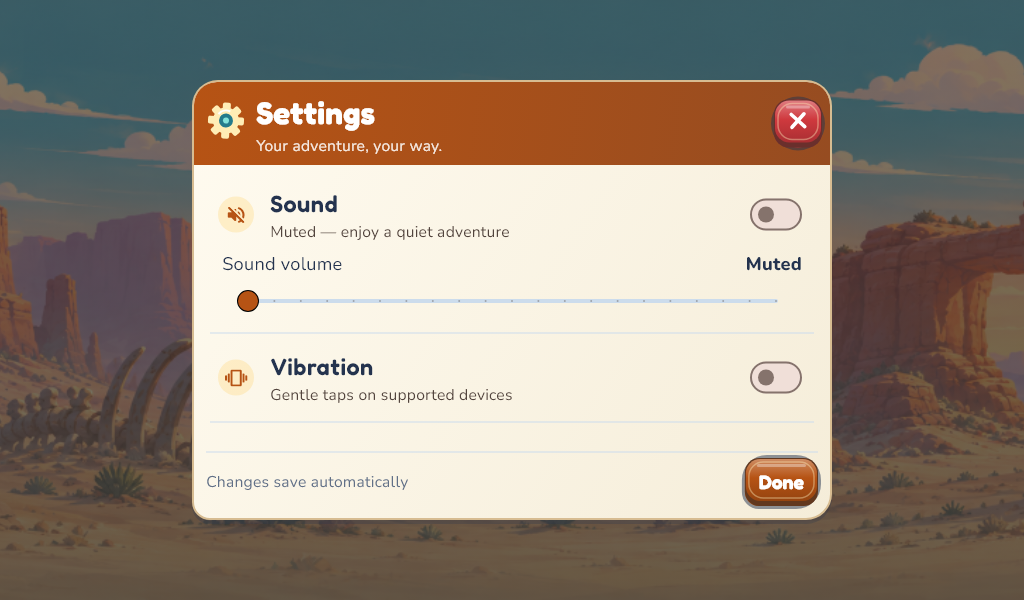 Settings
Your adventure, your way.
Sound
Muted — enjoy a quiet adventure
Sound volume
Muted
Vibration
Gentle taps on supported devices
Changes save automatically
Done